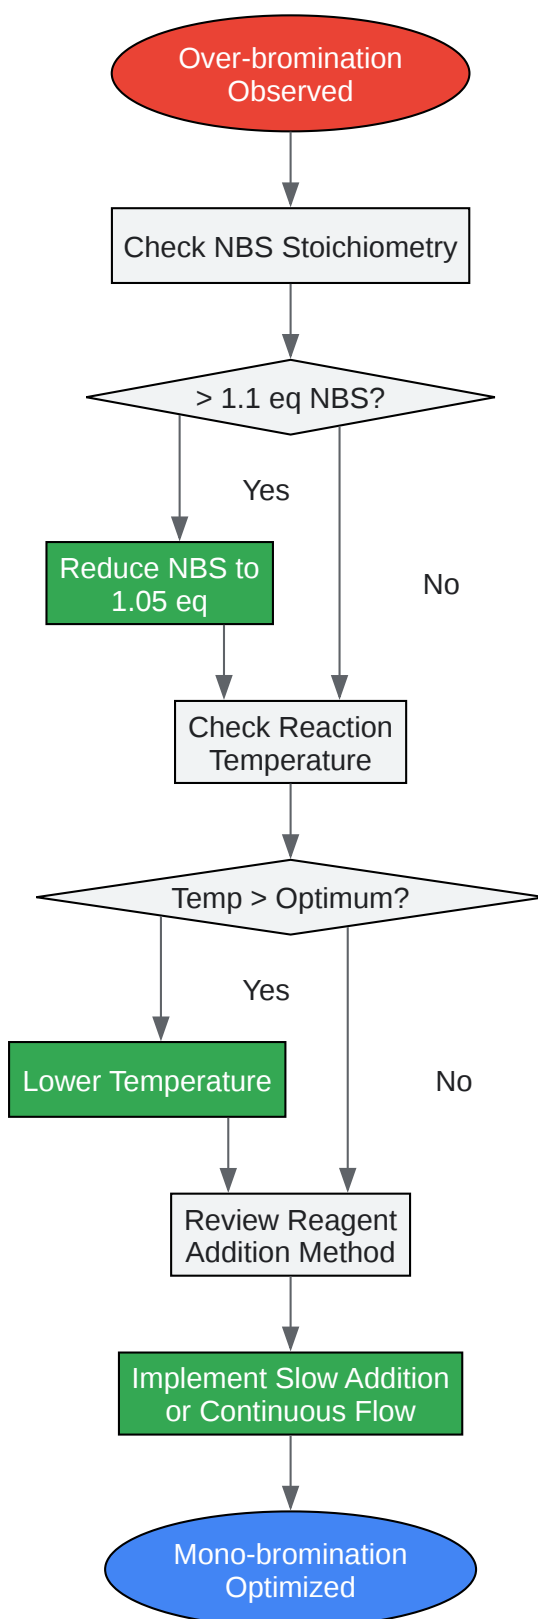 Over-bromination
Observed
Check NBS Stoichiometry
> 1.1 eq NBS?
Yes
Reduce NBS to
1.05 eq
No
Check Reaction
Temperature
Temp > Optimum?
Yes
Lower Temperature
No
Review Reagent
Addition Method
Implement Slow Addition
or Continuous Flow
Mono-bromination
Optimized